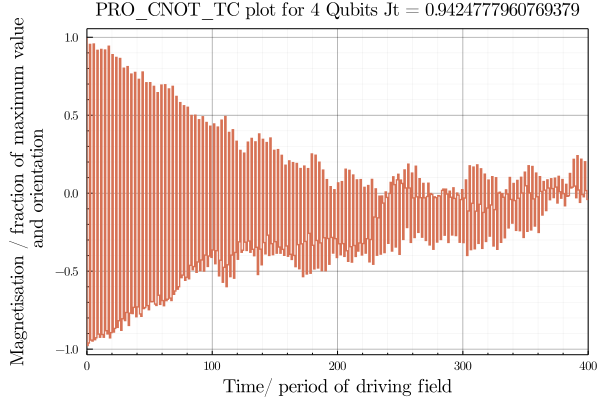 PRO_CNOT_TC plot for 4 Qubits Jt = 0.9424777960769379
Magnetisation / fraction of maximum value
and orientation
1.0
0.5
0.0
−0.5
−1.0
0 100 200 300 400
Time/ period of driving field